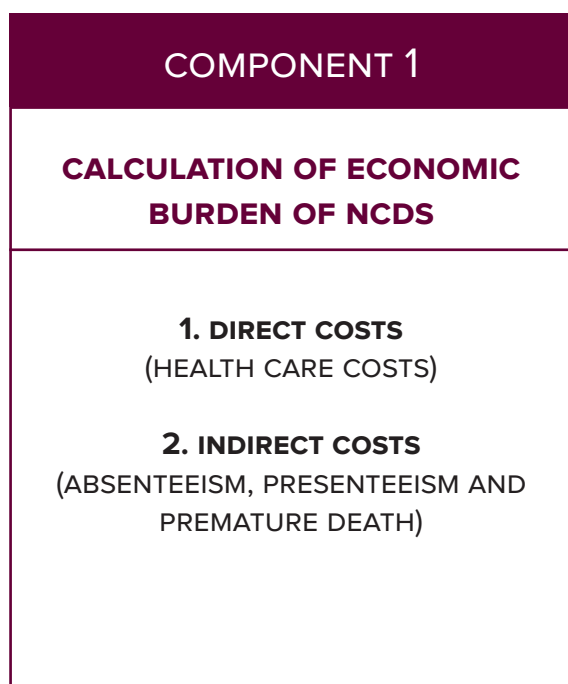 COMPONENT 1
CALCULATION OF ECONOMIC
BURDEN OF NCDS
1. DIRECT COSTS
(HEALTH CARE COSTS)
2. INDIRECT COSTS
(ABSENTEEISM, PRESENTEEISM AND
PREMATURE DEATH)